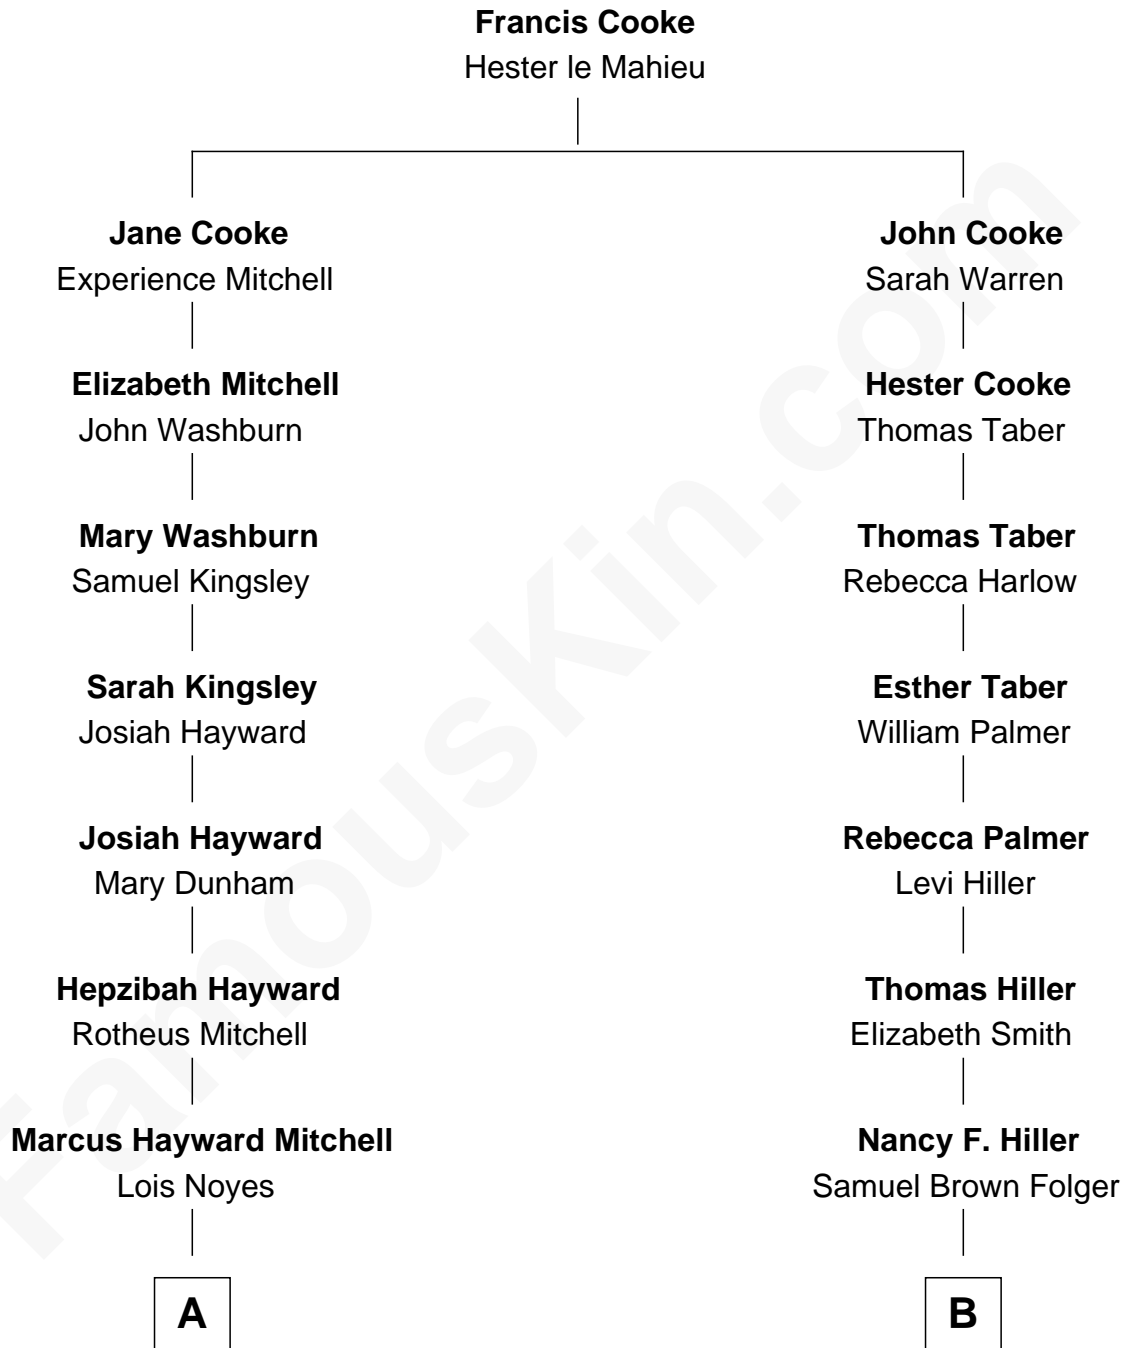 Francis Cooke
Hester le Mahieu
Jane Cooke
Experience Mitchell
John Cooke
Sarah Warren
Elizabeth Mitchell
John Washburn
Hester Cooke
Thomas Taber
Mary Washburn
Samuel Kingsley
Thomas Taber
Rebecca Harlow
Sarah Kingsley
Josiah Hayward
Esther Taber
William Palmer
Josiah Hayward
Mary Dunham
Rebecca Palmer
Levi Hiller
Hepzibah Hayward
Rotheus Mitchell
Thomas Hiller
Elizabeth Smith
Marcus Hayward Mitchell
Lois Noyes
Nancy F. Hiller
Samuel Brown Folger
A
B
FamousKin.com